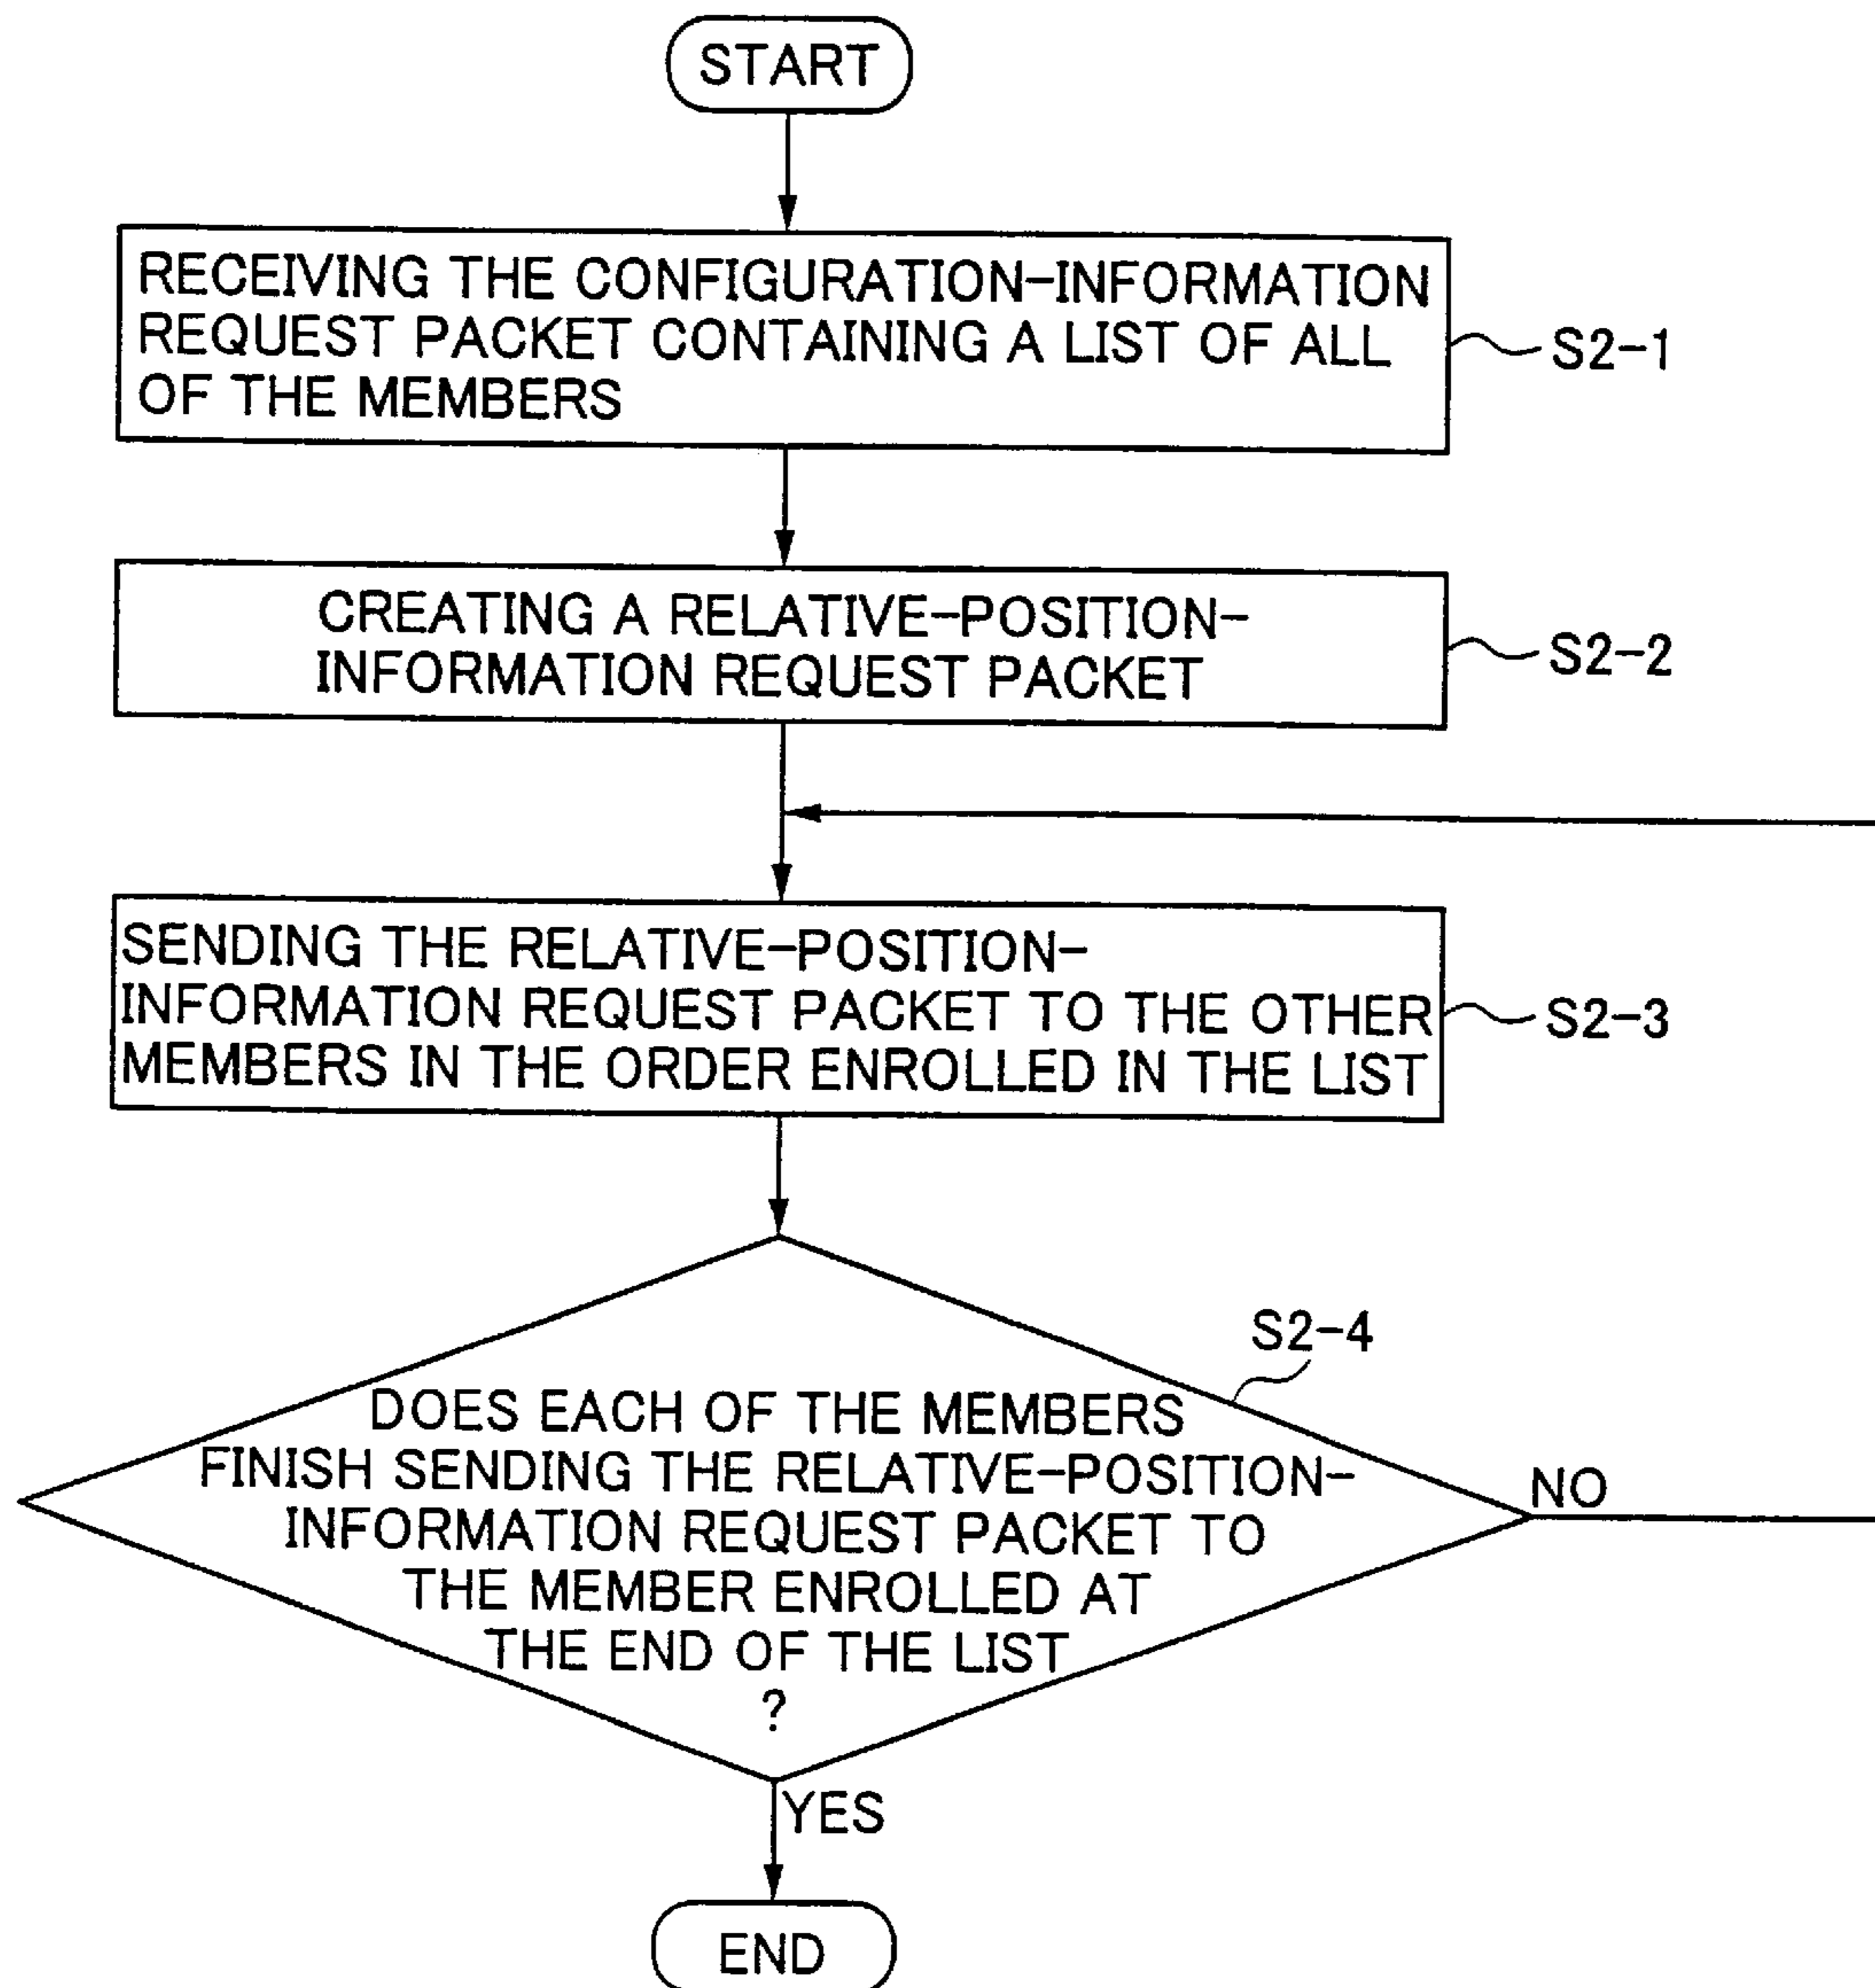 START
RECEIVING THE CONFIGURATION-INFORMATION
REQUEST PACKET CONTAINING A LIST OF ALL
OF THE MEMBERS
S2-1
CREATING A RELATIVE-POSITION-
INFORMATION REQUEST PACKET
S2-2
SENDING THE RELATIVE-POSITION-
INFORMATION REQUEST PACKET TO THE OTHER
MEMBERS IN THE ORDER ENROLLED IN THE LIST
S2-3
S2-4
DOES EACH OF THE MEMBERS
FINISH SENDING THE RELATIVE-POSITION-
INFORMATION REQUEST PACKET TO
THE MEMBER ENROLLED AT
THE END OF THE LIST
?
NO
YES
END